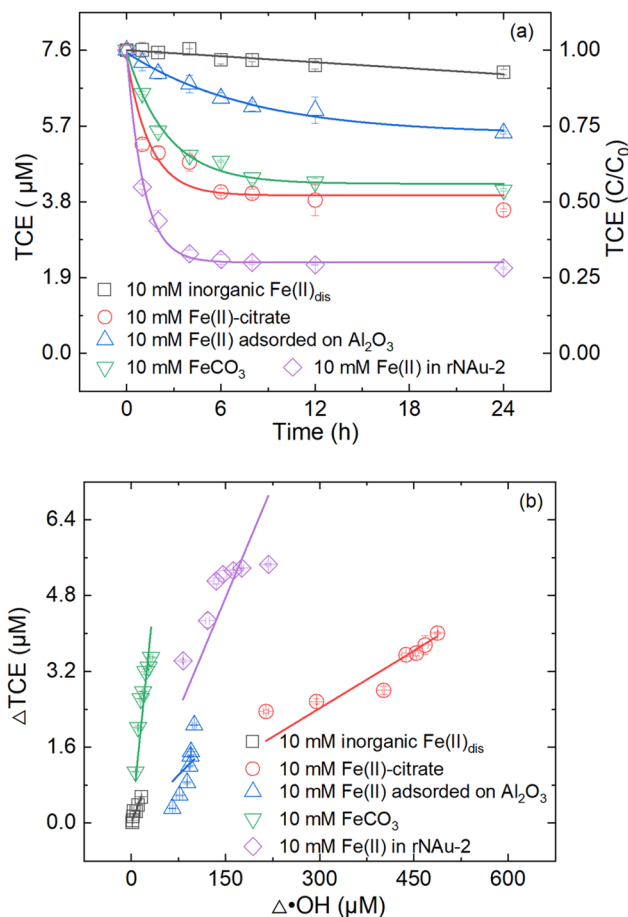 (a)
7.6
5.7
3.8
1.9
0.0
TCE ( μM)
1.00
0.75
0.50
0.25
0.00
TCE (C/C₀)
10 mM inorganic Fe(II)dis
10 mM Fe(II)-citrate
10 mM Fe(II) adsorded on Al₂O₃
10 mM FeCO₃ 10 mM Fe(II) in rNAu-2
0 6 12 18 24
Time (h)
(b)
6.4
4.8
3.2
1.6
0.0
△TCE (μM)
10 mM inorganic Fe(II)dis
10 mM Fe(II)-citrate
10 mM Fe(II) adsorded on Al₂O₃
10 mM FeCO₃
10 mM Fe(II) in rNAu-2
0 150 300 450 600
△•OH (μM)